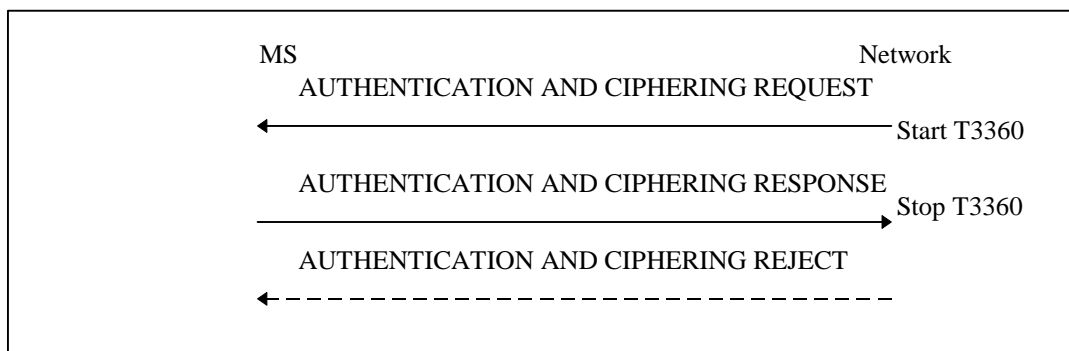 MS Network
AUTHENTICATION AND CIPHERING REQUEST
Start T3360
AUTHENTICATION AND CIPHERING RESPONSE
Stop T3360
AUTHENTICATION AND CIPHERING REJECT